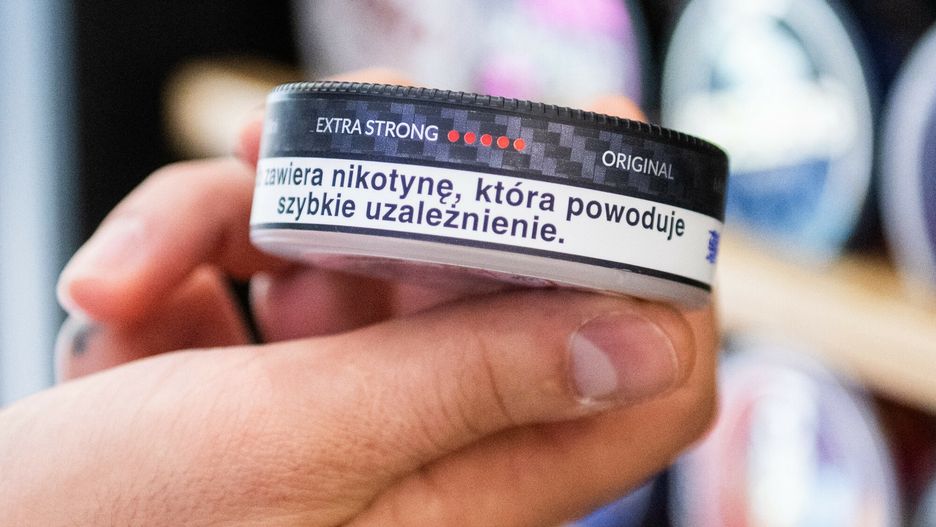 EXTRA STRONG
ORIGINAL
zawiera nikotynę, która powoduje
szybkie uzależnienie.